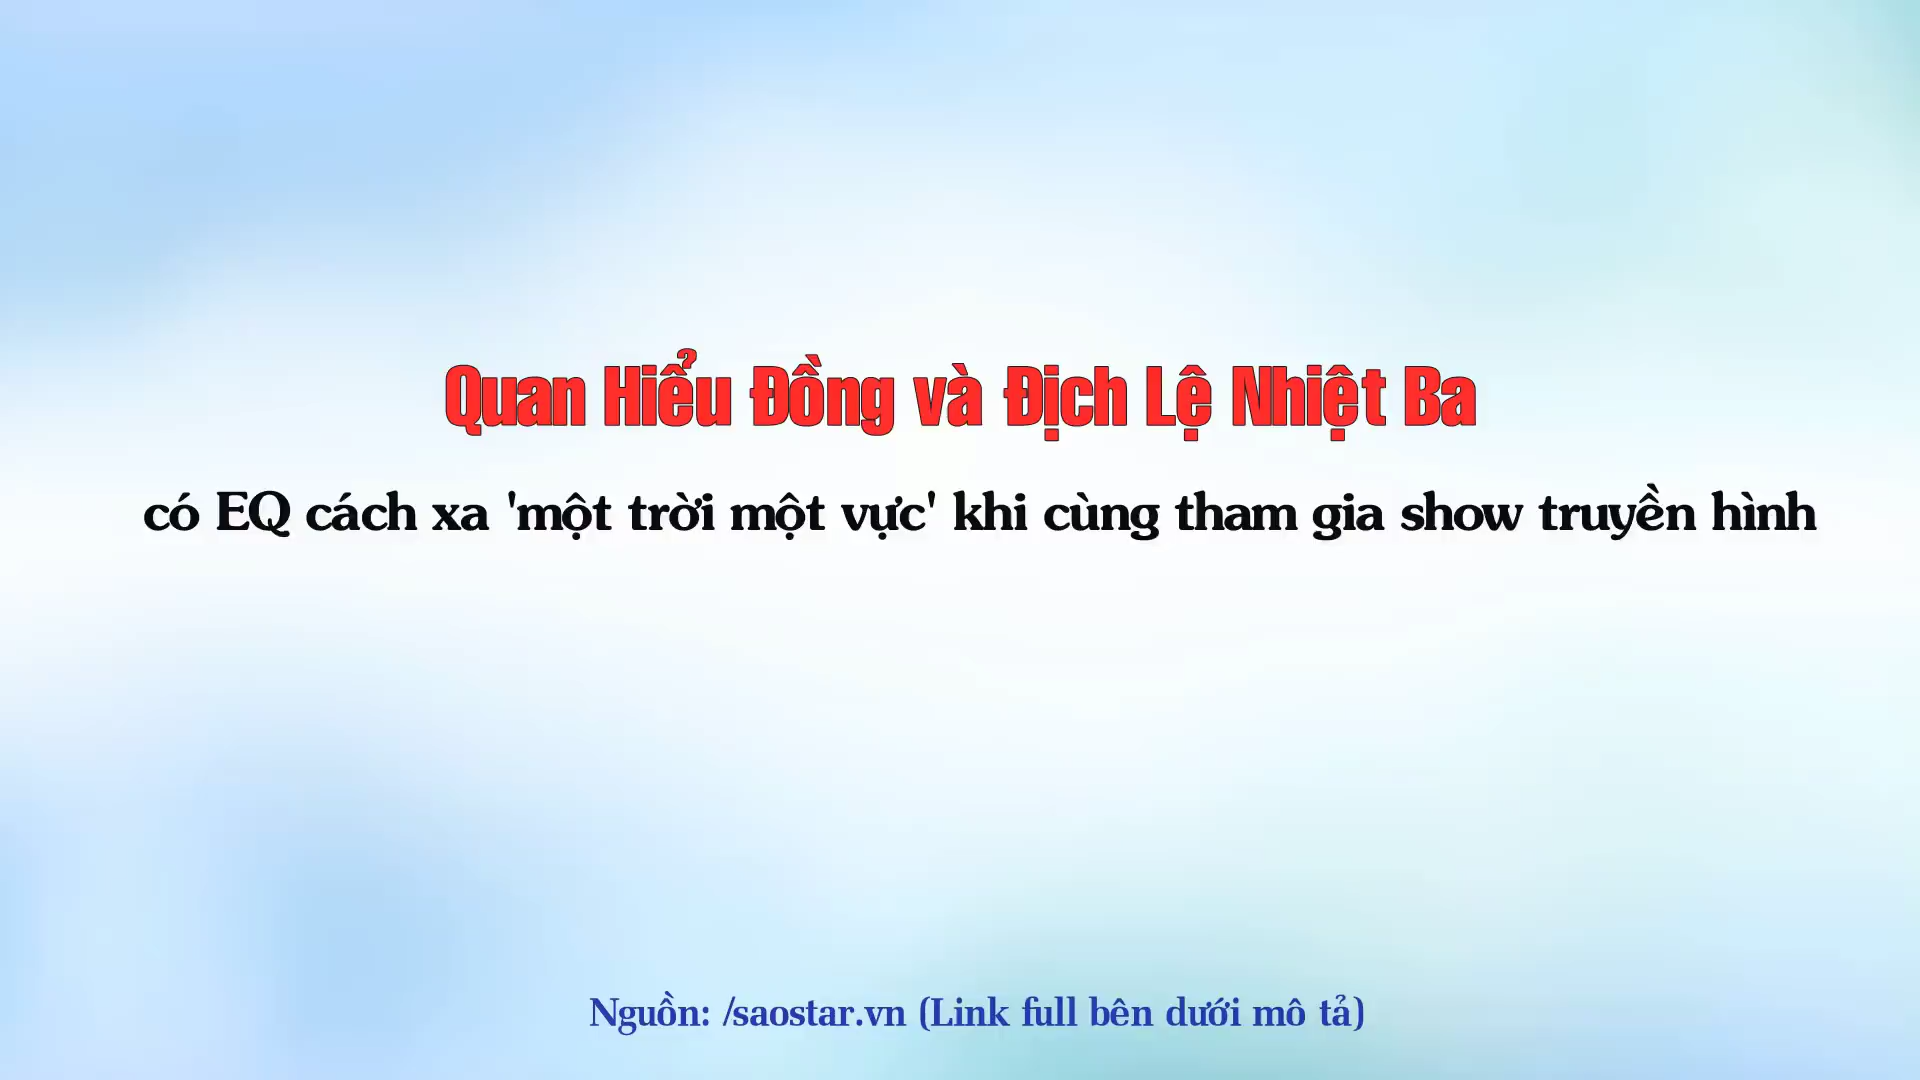 Quan Hiểu Đồng và Địch Lệ Nhiệt Ba
có EQ cách xa 'một trời một vực' khi cùng tham gia show truyền hình
Nguồn: /saostar.vn (Link full bên dưới mô tả)